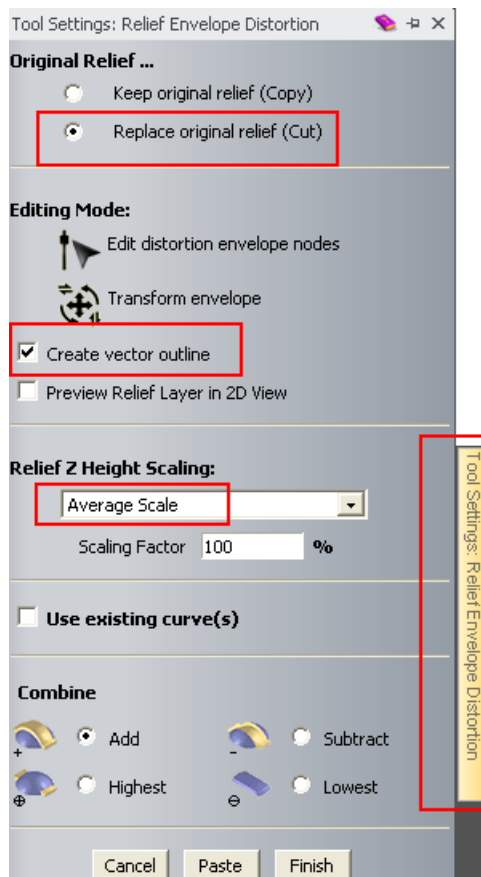 Tool Settings: Relief Envelope Distortion
Original Relief ...
Keep original relief (Copy)
Replace original relief (Cut)
Editing Mode:
Edit distortion envelope nodes
Transform envelope
Create vector outline
Preview Relief Layer in 2D View
Relief Z Height Scaling:
Average Scale
Scaling Factor 100 %
Use existing curve(s)
Combine
Add Subtract
Highest Lowest
Cancel Paste Finish
Tool Settings: Relief Envelope Distortion